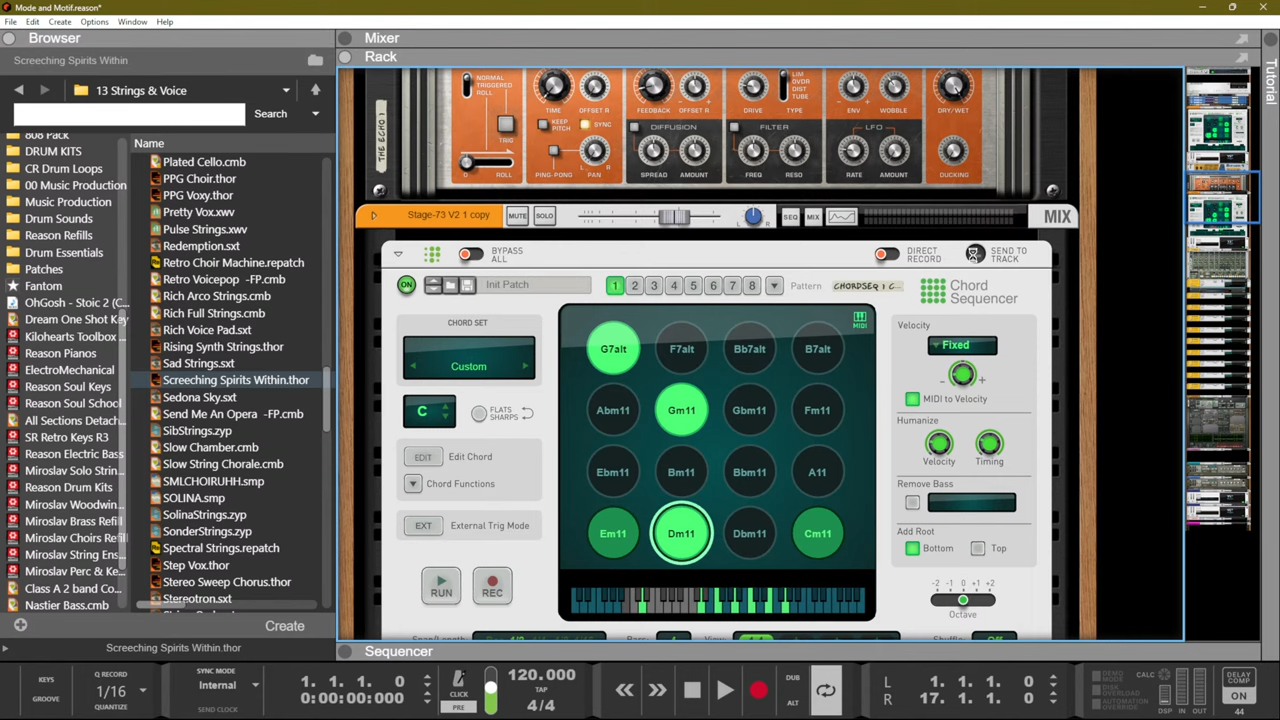 Mode and Motif.reason*
File Edit Create Options Window Help
Browser
Screeching Spirits Within
13 Strings & Voice
Search
808 Pack
DRUM KITS
CR Drum Loops
00 Music Production
Music Production
Drum Sounds
Reason Refills
Drum Essentials
Patches
Fantom
OhGosh - Stoic 2 (C...
Dream One Shot Key
Kilohearts Toolbox
Reason Pianos
ElectroMechanical
Reason Soul Keys
Reason Soul School
All Sections Detach...
SR Retro Keys R3
Reason Electric Bass
Miroslav Solo Strin...
Reason Drum Kits
Miroslav Woodwin...
Miroslav Brass Refil
Miroslav Choirs Refil
Miroslav String Ens...
Miroslav Perc & Ke...
Class A 2 band Co...
Nastier Bass.cmb
Name
Plated Cello.cmb
PPG Choir.thor
PPG Voxy.thor
Pretty Vox.xwv
Pulse Strings.xwv
Redemption.sxt
Retro Choir Machine.repatch
Retro Voicepop -FP.cmb
Rich Arco Strings.cmb
Rich Full Strings.cmb
Rich Voice Pad.sxt
Rising Synth Strings.thor
Sad Strings.sxt
Screeching Spirits Within.thor
Sedona Sky.sxt
Send Me An Opera -FP.cmb
SibStrings.zyp
Slow Chamber.cmb
Slow String Chorale.cmb
SMLCHOIRUH.smp
SOLINA.smp
SolinaStrings.zyp
SonderStrings.zyp
Spectral Strings.repatch
Step Vox.thor
Stereo Sweep Chorus.thor
Stereotron.sxt
Create
Screeching Spirits Within.thor
Mixer
Rack
THE ECHO 1
NORMAL
TRIGGERED
ROLL
TIME OFFSET R
KEEP PITCH SYNC
TRIG
0 ROLL
PING-PONG PAN
L R
FEEDBACK OFFSET R
DIFFUSION
SPREAD AMOUNT
DRIVE TYPE
LIM
OVDR
DIST
TUBE
FILTER
FREQ RESO
ENV WOBBLE
LFO
RATE AMOUNT
DRY/WET
DUCKING
Stage-73 V2 1 copy MUTE SOLO L R SEQ MIX MIX
BYPASS ALL
DIRECT RECORD
SEND TO TRACK
ON Init Patch 1 2 3 4 5 6 7 8 Pattern CHORDSEQ 1 C...
Chord Sequencer
CHORD SET
Custom
C
FLATS
SHARPS
EDIT Edit Chord
Chord Functions
EXT External Trig Mode
RUN REC
MIDI
G7alt F7alt Bb7alt B7alt
Abm11 Gm11 Gbm11 Fm11
Ebm11 Bm11 Bbm11 A11
Em11 Dm11 Dbm11 Cm11
Velocity
Fixed
- +
MIDI to Velocity
Humanize
Velocity Timing
Remove Bass
Add Root
Bottom Top
-2 -1 0 +1 +2
Octave
Tutorial
Sequencer
KEYS
GROOVE
Q RECORD
1/16
QUANTIZE
SYNC MODE
Internal
SEND CLOCK
1. 1. 1. 0
0:00:00:000
CLICK
PRE
120.000
TAP
4/4
DUB
ALT
L 1. 1. 1. 0
R 17. 1. 1. 0
DEMO MODE
DISK OVERLOAD
AUTOMATION OVERRIDE
CALC
DSP IN OUT
DELAY COMP
ON
44